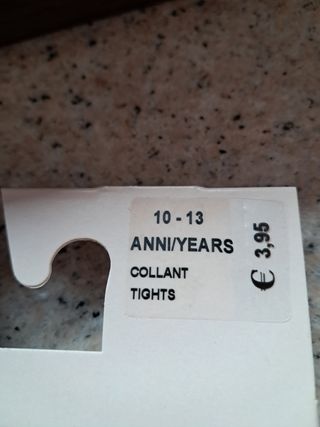 10 - 13
ANNI/YEARS
COLLANT
TIGHTS
€ 3,95